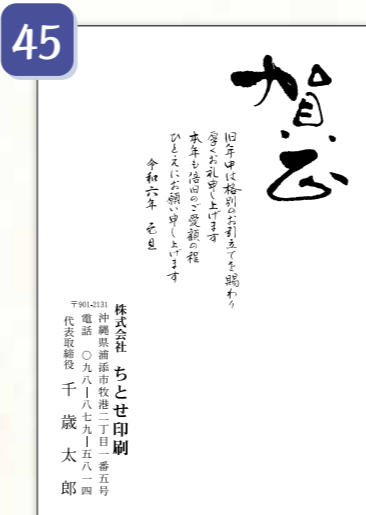 45
賀正
旧年中は格別のお引立てを賜わり
厚くお礼申し上げます
本年も倍旧のご愛顧の程
ひとえにお願い申し上げます
令和六年 元旦
株式会社 ちとせ印刷
〒901-2131
沖縄県浦添市牧港二丁目一番五号
電話 〇九八ー八七九ー五八一四
代表取締役 千歳太郎